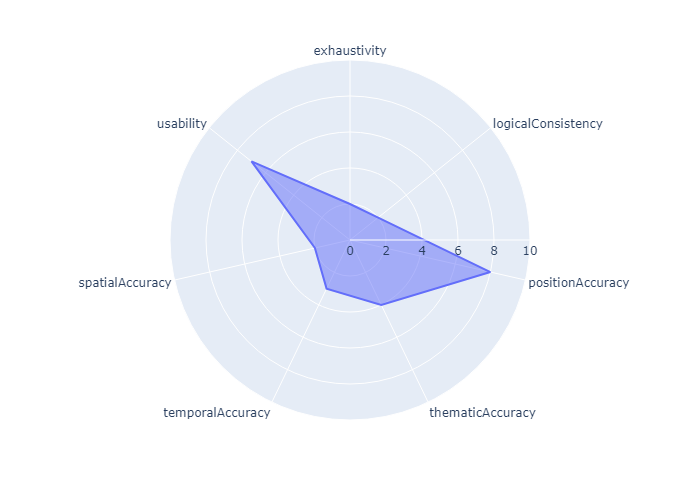 exhaustivity
usability
logicalConsistency
0 2 4 6 8 10
spatialAccuracy
positionAccuracy
temporalAccuracy
thematicAccuracy